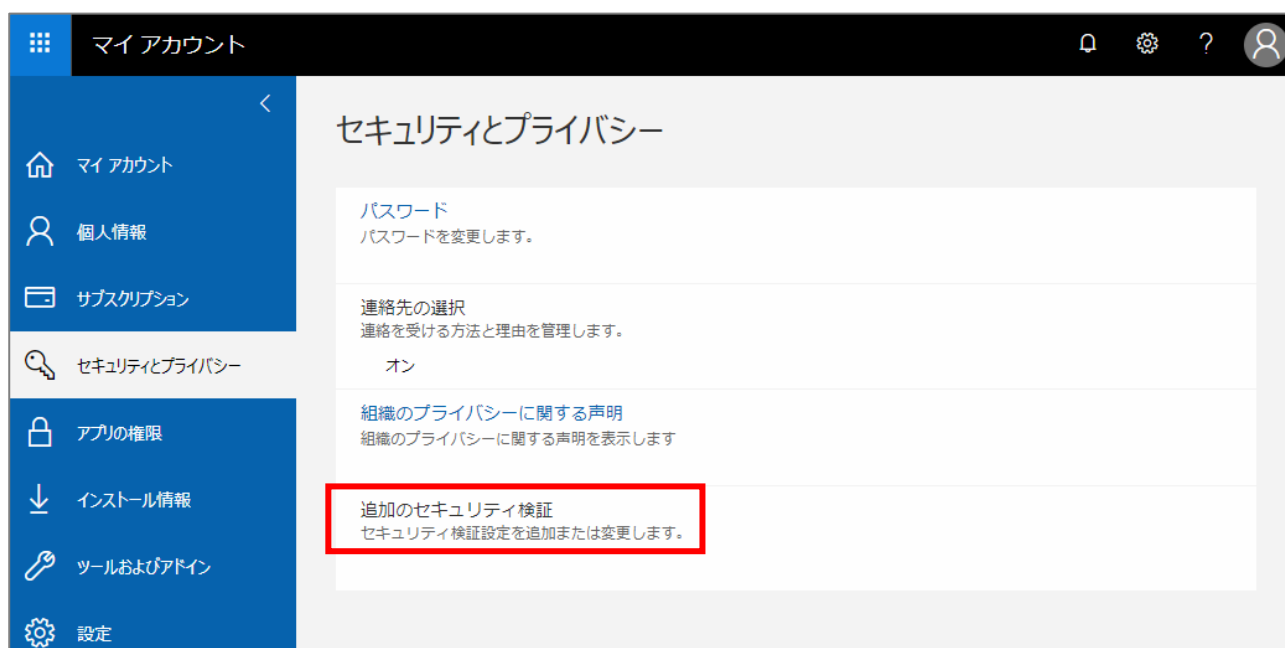 マイ アカウント
?
セキュリティとプライバシー
マイ アカウント
個人情報
サブスクリプション
セキュリティとプライバシー
アプリの権限
インストール情報
ツールおよびアドイン
設定
パスワード
パスワードを変更します。
連絡先の選択
連絡を受ける方法と理由を管理します。
オン
組織のプライバシーに関する声明
組織のプライバシーに関する声明を表示します
追加のセキュリティ検証
セキュリティ検証設定を追加または変更します。